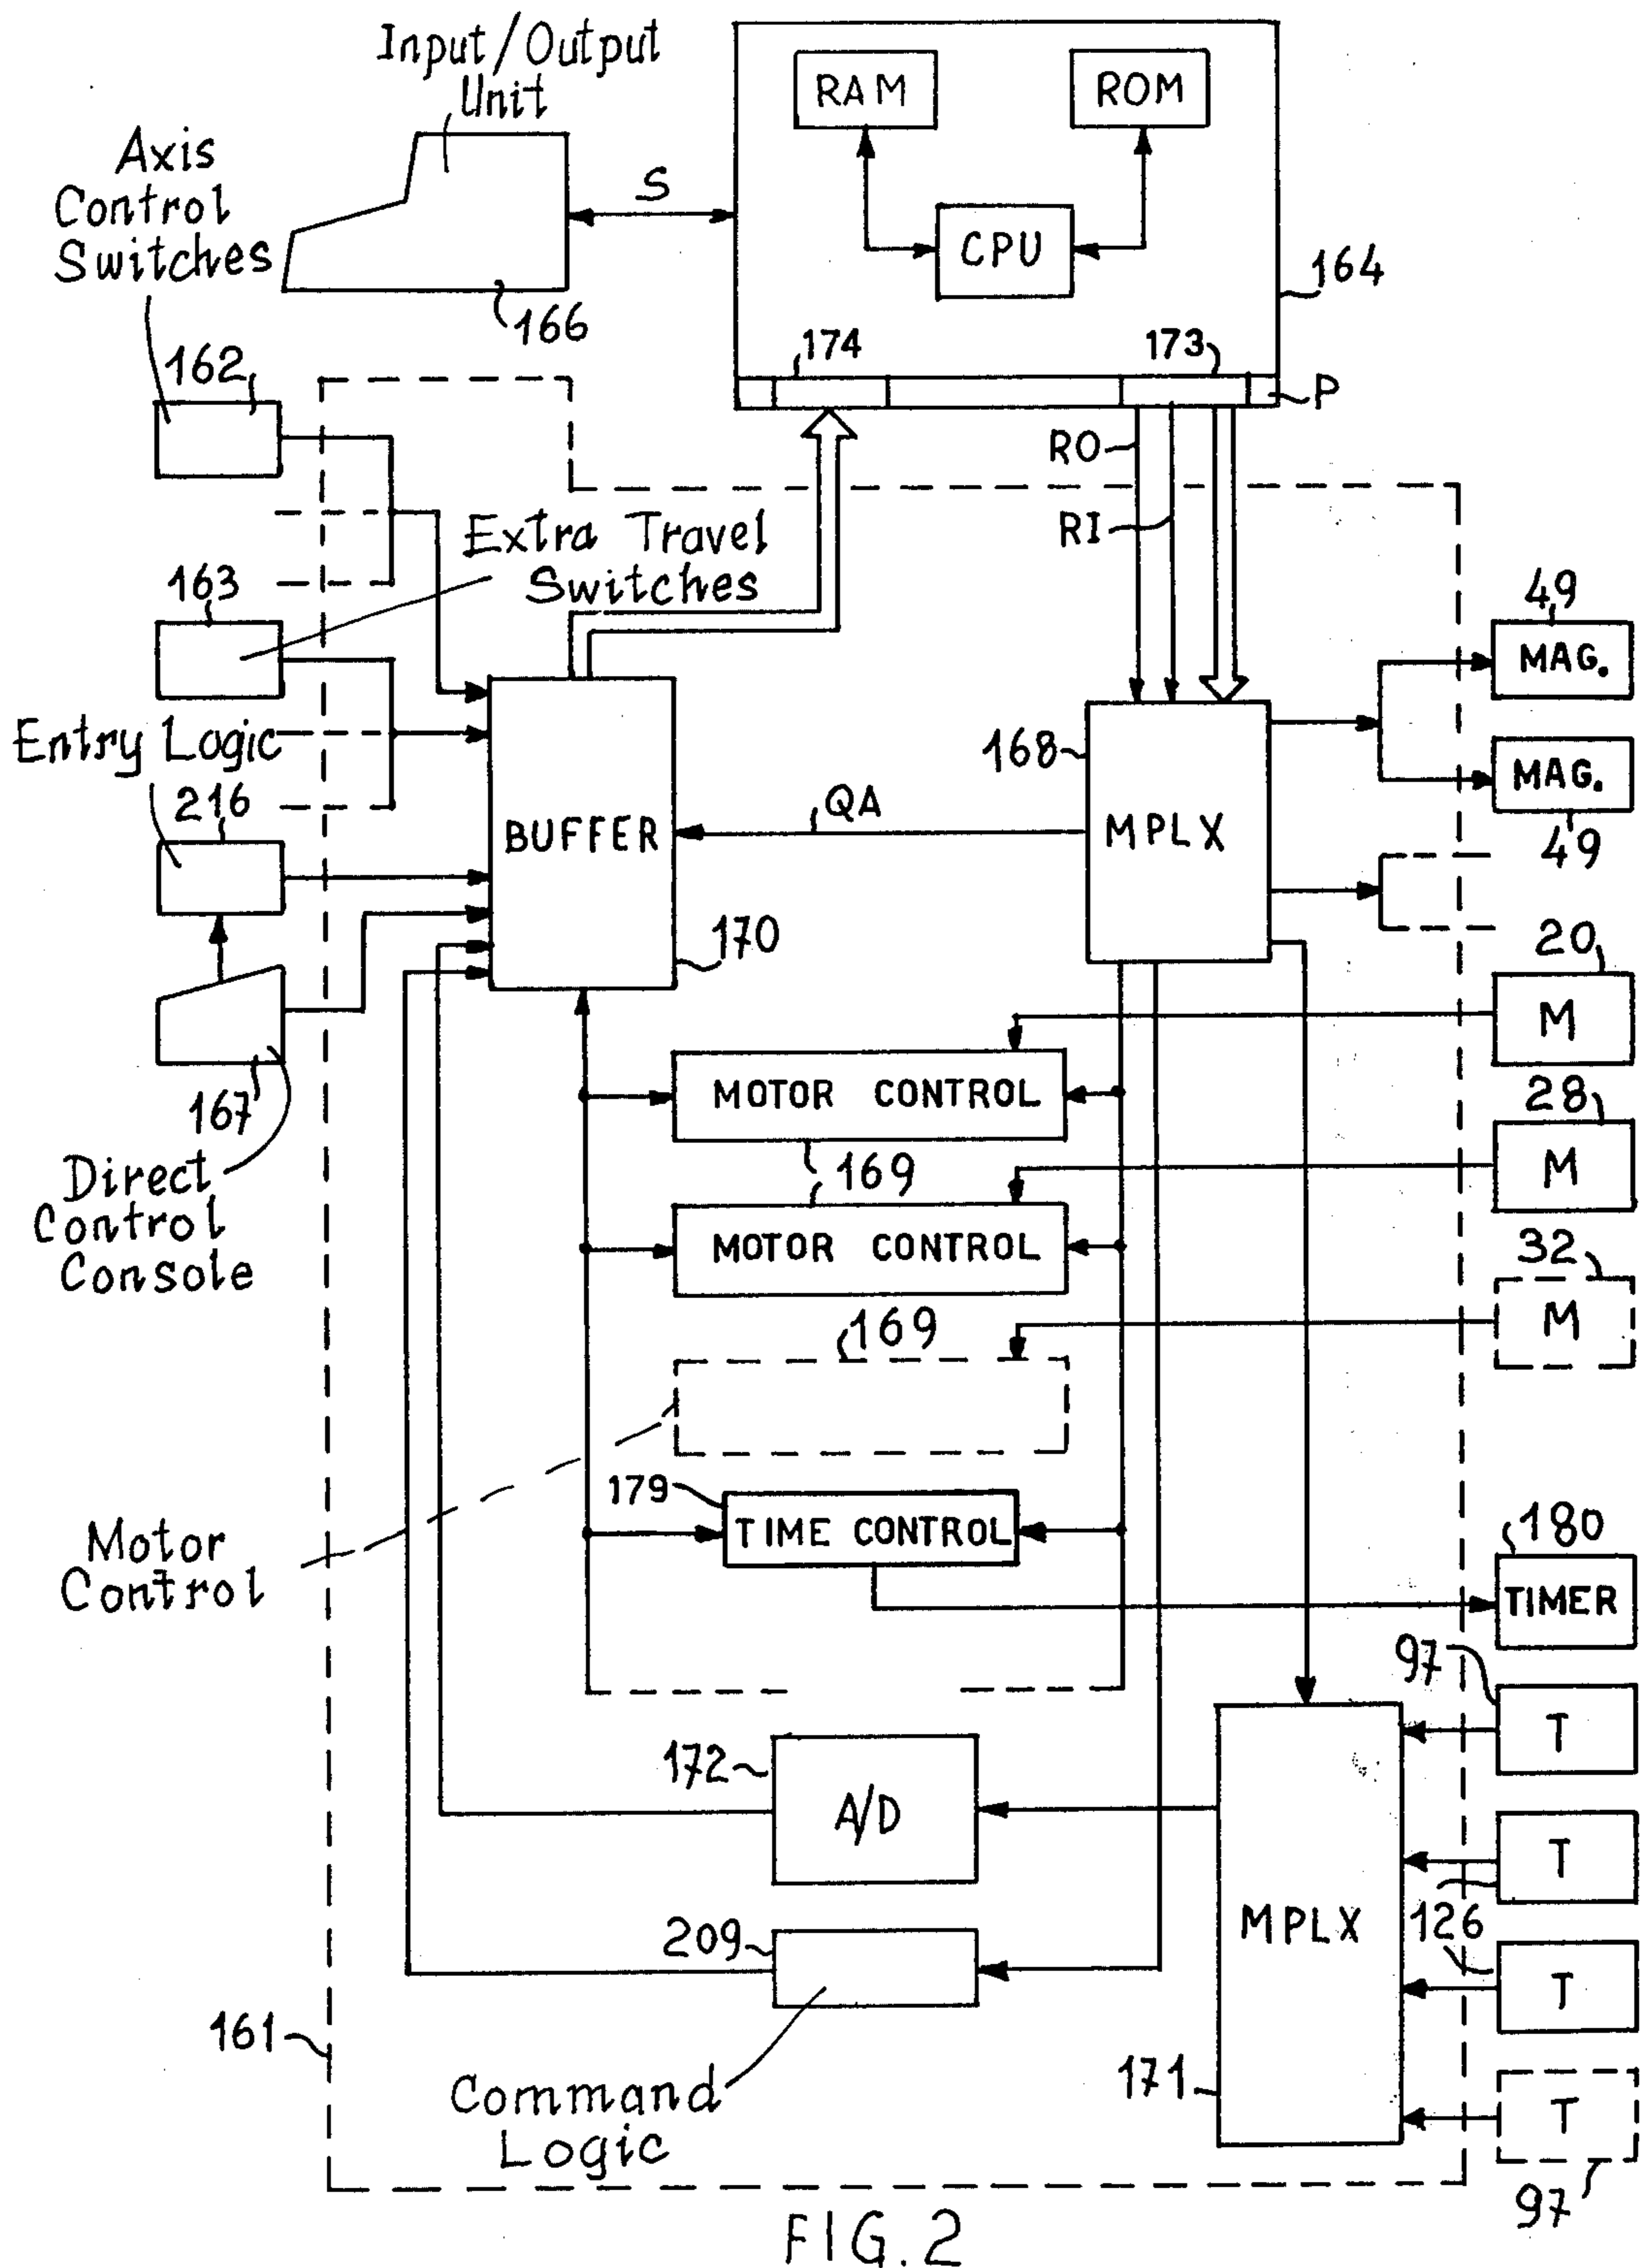 Input/Output
Unit
Axis
Control
Switches
RAM
ROM
CPU
S
166
164
162
174
173
P
RO
RI
Extra Travel
Switches
163
49
MAG.
Entry Logic
216
168
MPLX
QA
BUFFER
MAG.
49
170
20
M
167
MOTOR CONTROL
28
M
169
Direct
Control
Console
MOTOR CONTROL
32
M
169
179
TIME CONTROL
Motor
Control
180
TIMER
97
T
172
A/D
T
126
MPLX
209
T
161
Command
Logic
171
T
97
FIG. 2